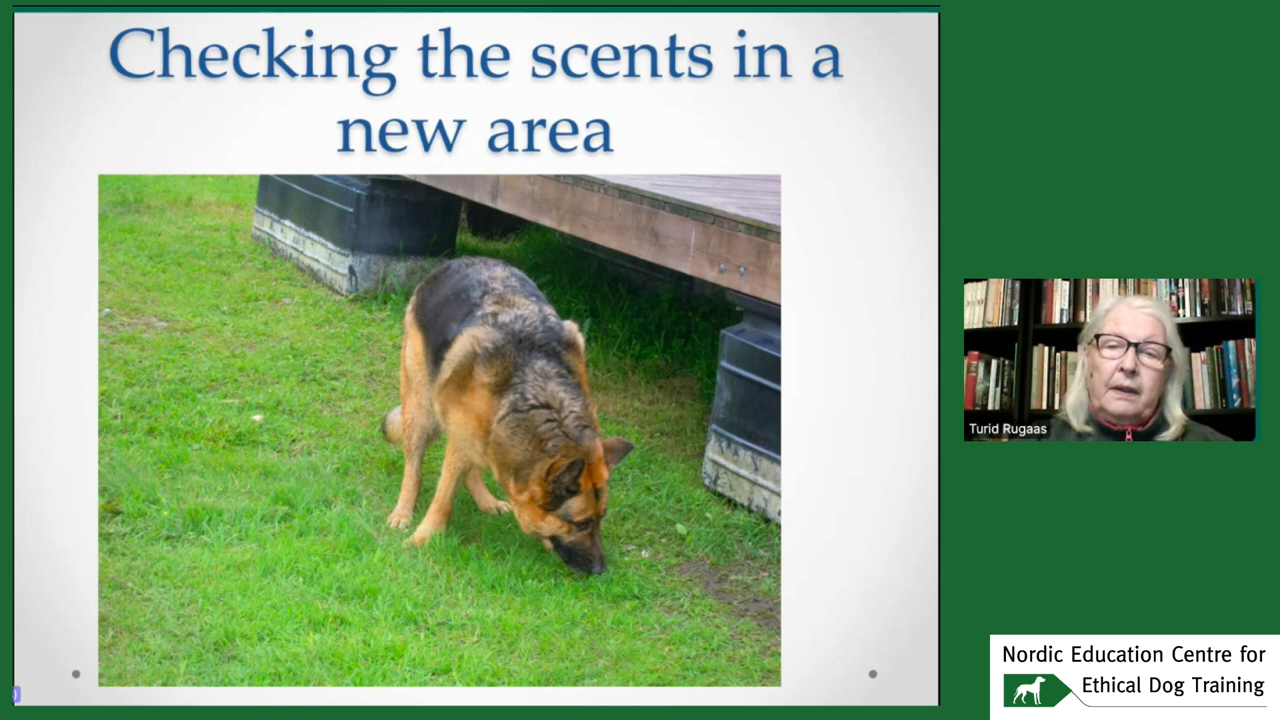 Checking the scents in a
new area
Turid Rugaas
Nordic Education Centre for
Ethical Dog Training